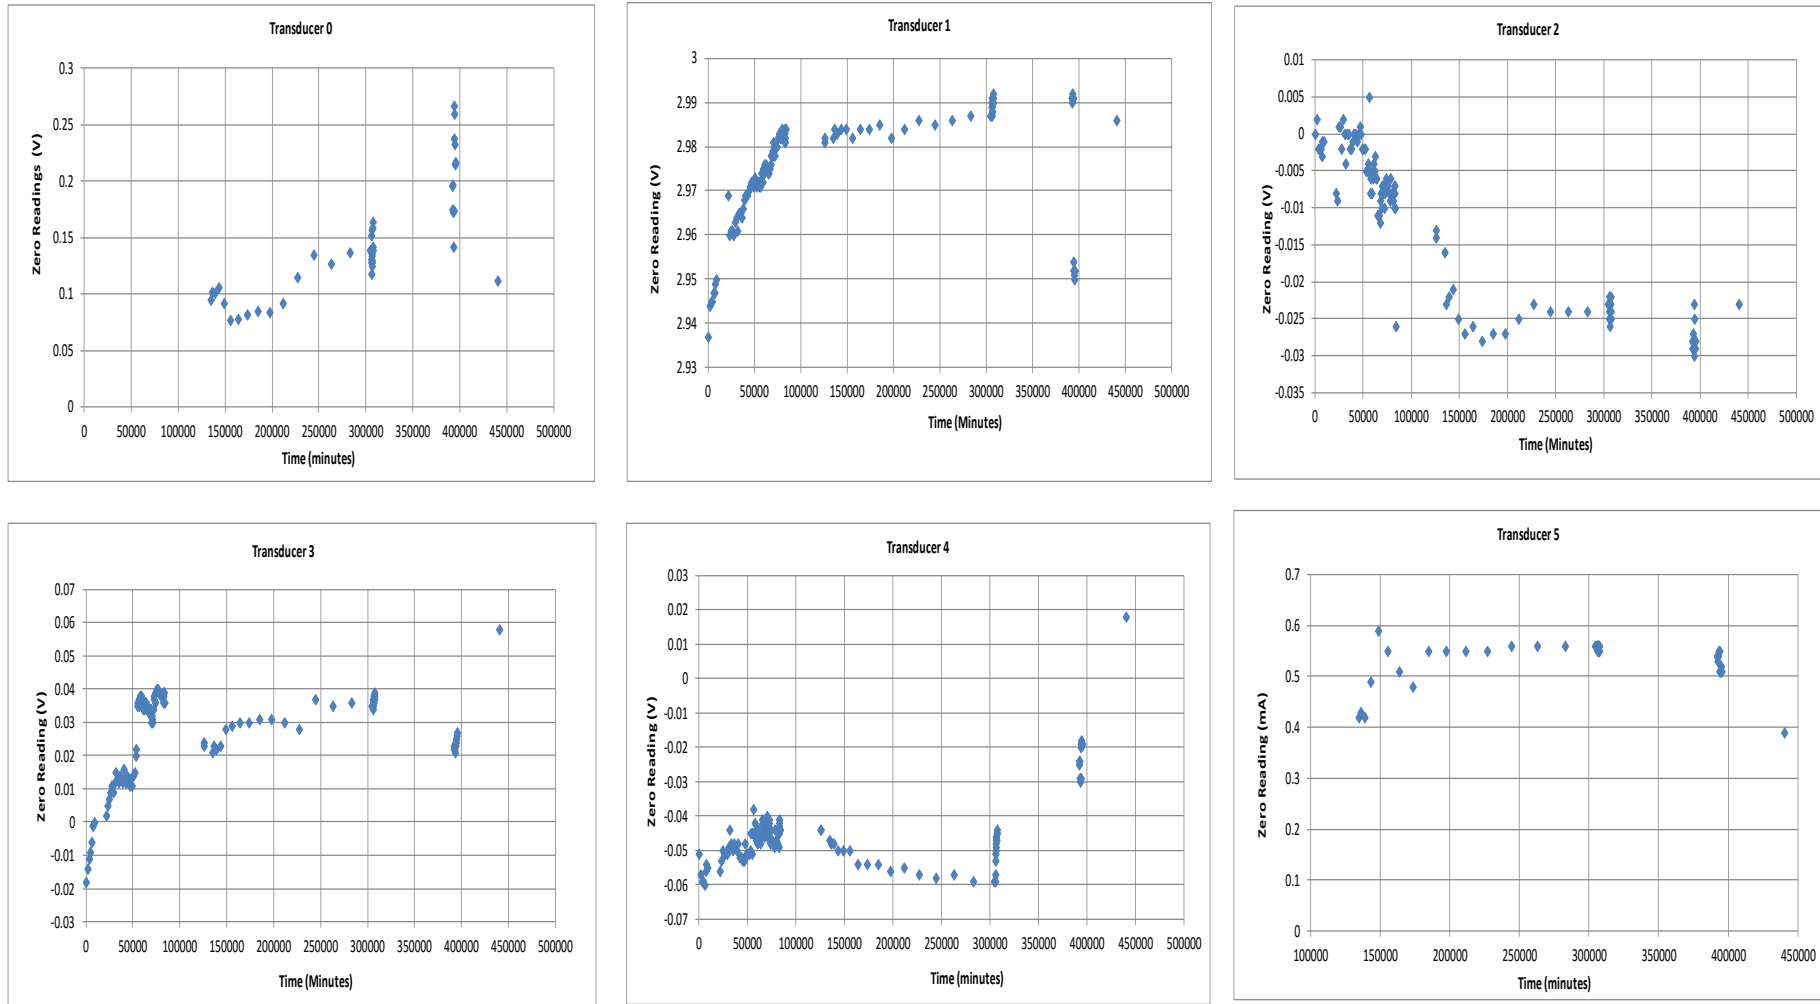 Transducer 0
Zero Readings (V)
0.3
0.25
0.2
0.15
0.1
0.05
0
0 50000 100000 150000 200000 250000 300000 350000 400000 450000 500000
Time (minutes)
Transducer 1
Zero Reading (V)
3
2.99
2.98
2.97
2.96
2.95
2.94
2.93
0 50000 100000 150000 200000 250000 300000 350000 400000 450000 500000
Time (Minutes)
Transducer 2
Zero Reading (V)
0.01
0.005
0
-0.005
-0.01
-0.015
-0.02
-0.025
-0.03
-0.035
0 50000 100000 150000 200000 250000 300000 350000 400000 450000 500000
Time (Minutes)
Transducer 3
Zero Reading (V)
0.07
0.06
0.05
0.04
0.03
0.02
0.01
0
-0.01
-0.02
-0.03
0 50000 100000 150000 200000 250000 300000 350000 400000 450000 500000
Time (Minutes)
Transducer 4
Zero Reading (V)
0.03
0.02
0.01
0
-0.01
-0.02
-0.03
-0.04
-0.05
-0.06
-0.07
0 50000 100000 150000 200000 250000 300000 350000 400000 450000 500000
Time (minutes)
Transducer 5
Zero Reading (mA)
0.7
0.6
0.5
0.4
0.3
0.2
0.1
0
100000 150000 200000 250000 300000 350000 400000 450000
Time (minutes)